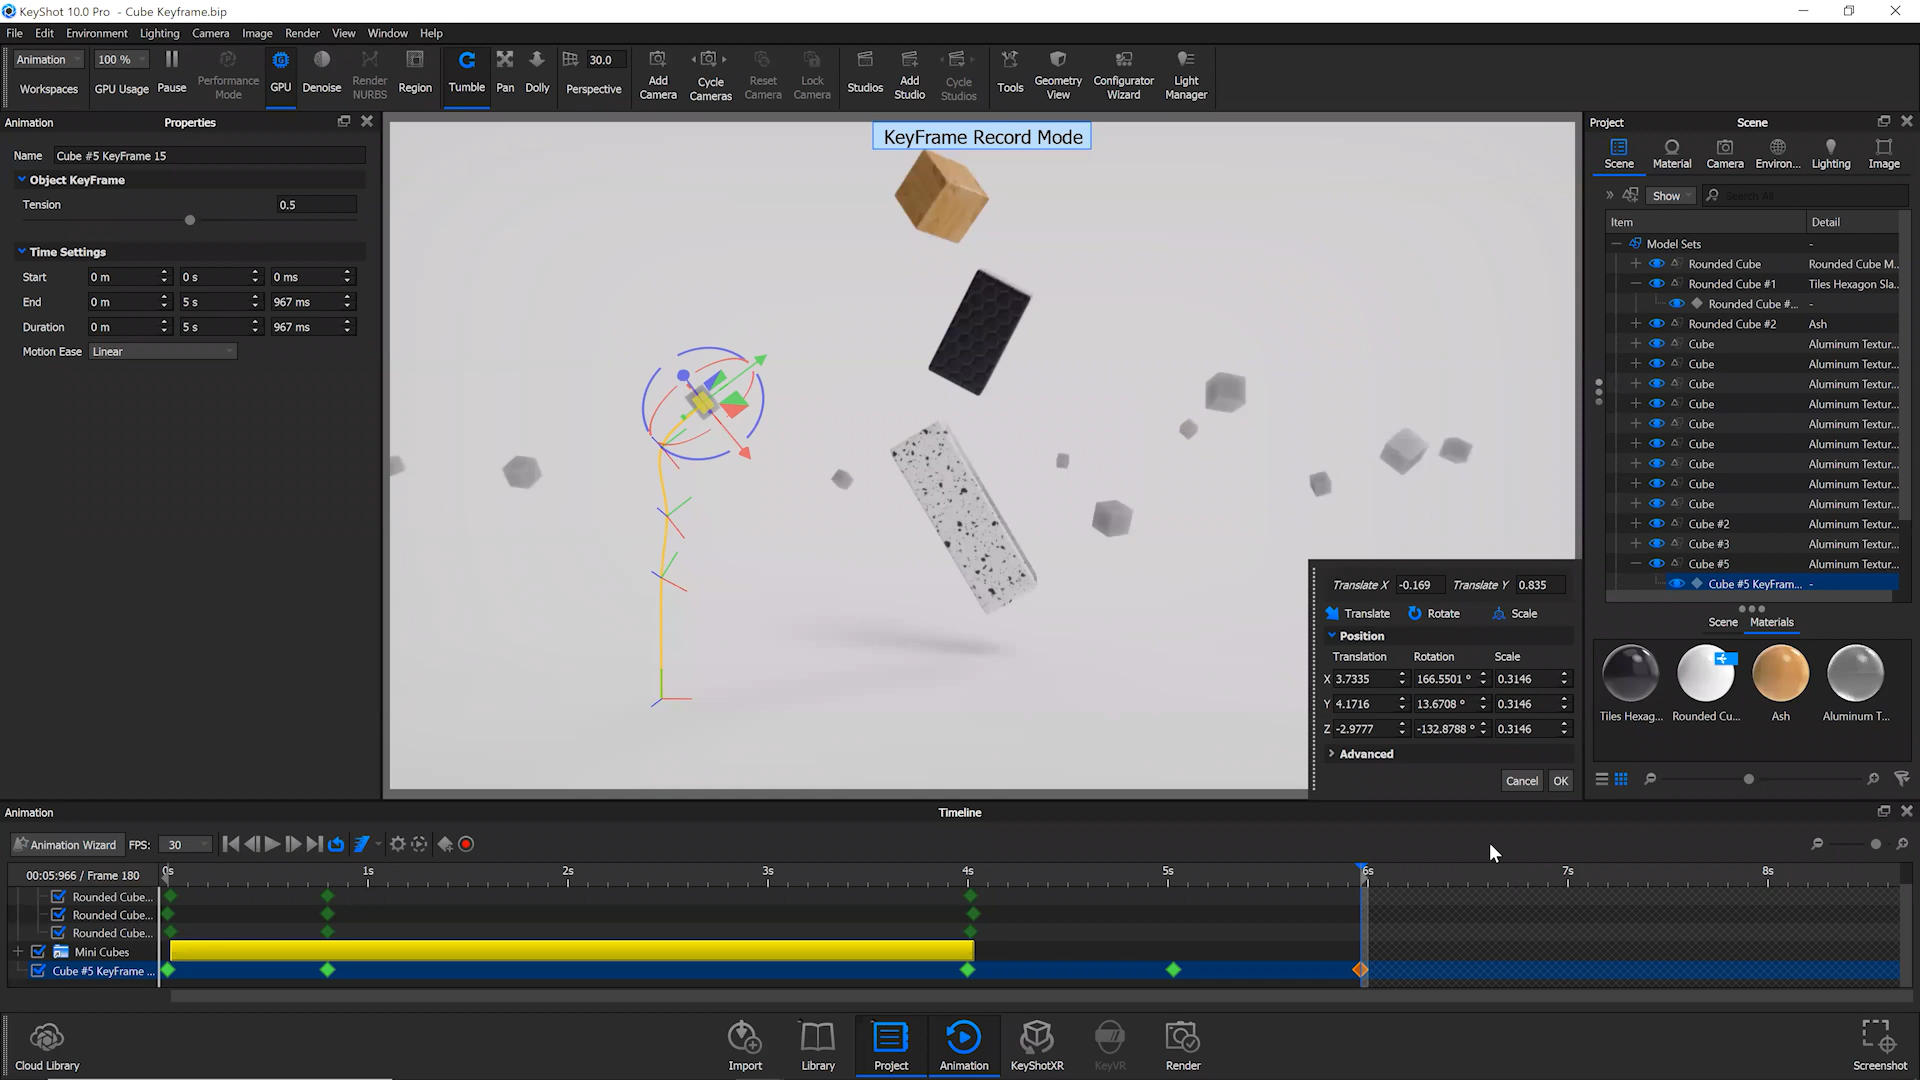 KeyShot 10.0 Pro - Cube Keyframe.bip
File Edit Environment Lighting Camera Image Render View Window Help
Animation 100 % 30.0
Workspaces GPU Usage Pause Performance Mode GPU Denoise Render NURBS Region Tumble Pan Dolly Perspective Add Camera Cycle Cameras Reset Camera Lock Camera Studios Add Studio Cycle Studios Tools Geometry View Configurator Wizard Light Manager
Animation Properties
Name Cube #5 KeyFrame 15
Object KeyFrame
Tension 0.5
Time Settings
Start 0 m 0 s 0 ms
End 0 m 5 s 967 ms
Duration 0 m 5 s 967 ms
Motion Ease Linear
KeyFrame Record Mode
Translate X -0.169 Translate Y 0.835
Translate Rotate Scale
Position
Translation Rotation Scale
X 3.7335 166.5501 ° 0.3146
Y 4.1716 13.6708 ° 0.3146
Z -2.9777 -132.8788 ° 0.3146
Advanced
Cancel OK
Project Scene
Scene Material Camera Environ... Lighting Image
Show Search All
Item Detail
Model Sets -
Rounded Cube Rounded Cube M...
Rounded Cube #1 Tiles Hexagon Sla...
Rounded Cube #... -
Rounded Cube #2 Ash
Cube Aluminum Textur...
Cube Aluminum Textur...
Cube Aluminum Textur...
Cube Aluminum Textur...
Cube Aluminum Textur...
Cube Aluminum Textur...
Cube Aluminum Textur...
Cube Aluminum Textur...
Cube Aluminum Textur...
Cube #2 Aluminum Textur...
Cube #3 Aluminum Textur...
Cube #5 Aluminum Textur...
Cube #5 KeyFram... -
Scene Materials
Tiles Hexag... Rounded Cu... Ash Aluminum T...
Animation Timeline
Animation Wizard FPS: 30
00:05:966 / Frame 180 0s 1s 2s 3s 4s 5s 6s 7s 8s
Rounded Cube...
Rounded Cube...
Rounded Cube...
Mini Cubes
Cube #5 KeyFrame ...
Cloud Library Import Library Project Animation KeyShotXR KeyVR Render Screenshot